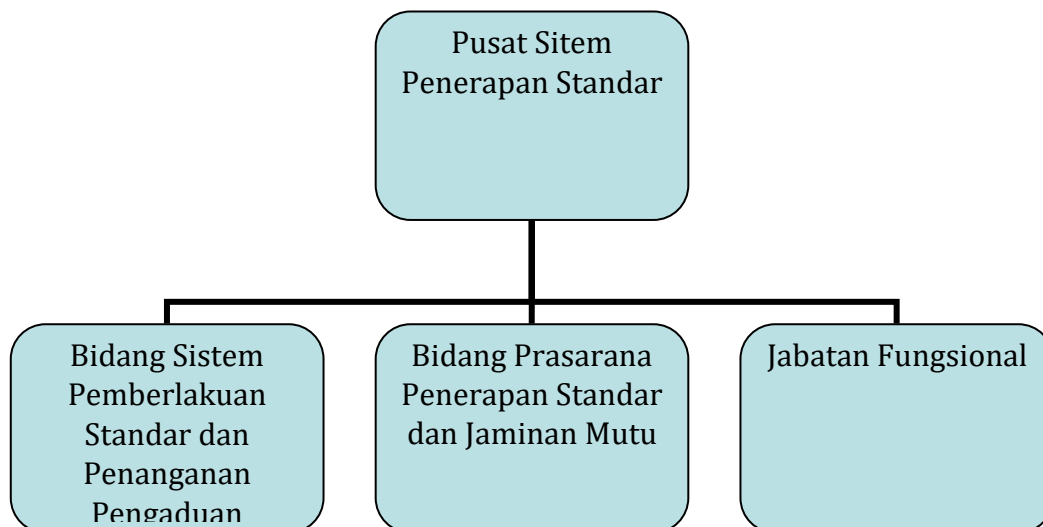 Pusat Sitem
Penerapan Standar
Bidang Sistem
Pemberlakuan
Standar dan
Penanganan
Pengaduan
Bidang Prasarana
Penerapan Standar
dan Jaminan Mutu
Jabatan Fungsional